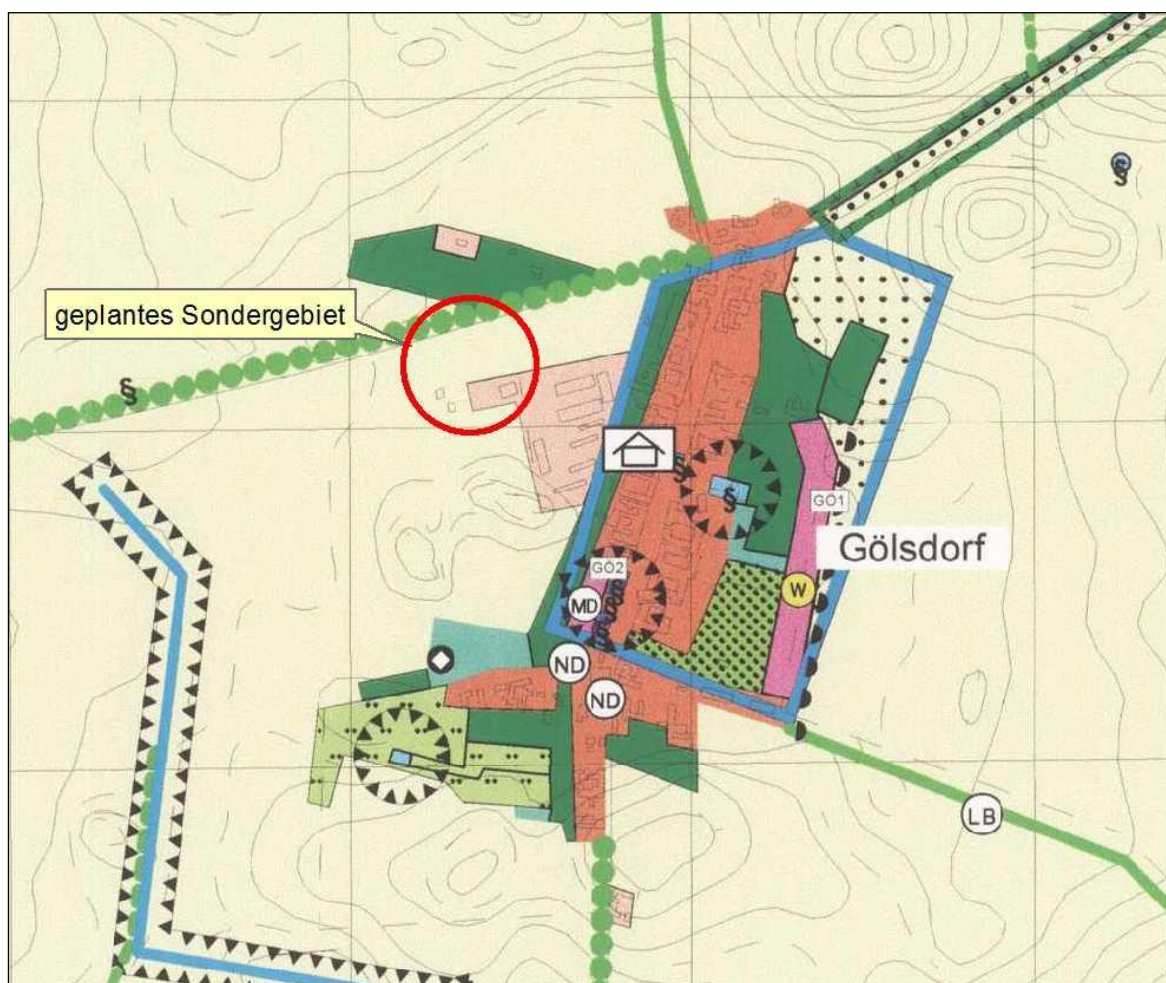 geplantes Sondergebiet
§
§
§
§
GÖ1
Gölsdorf
GÖ2
W
MD
ND
ND
LB